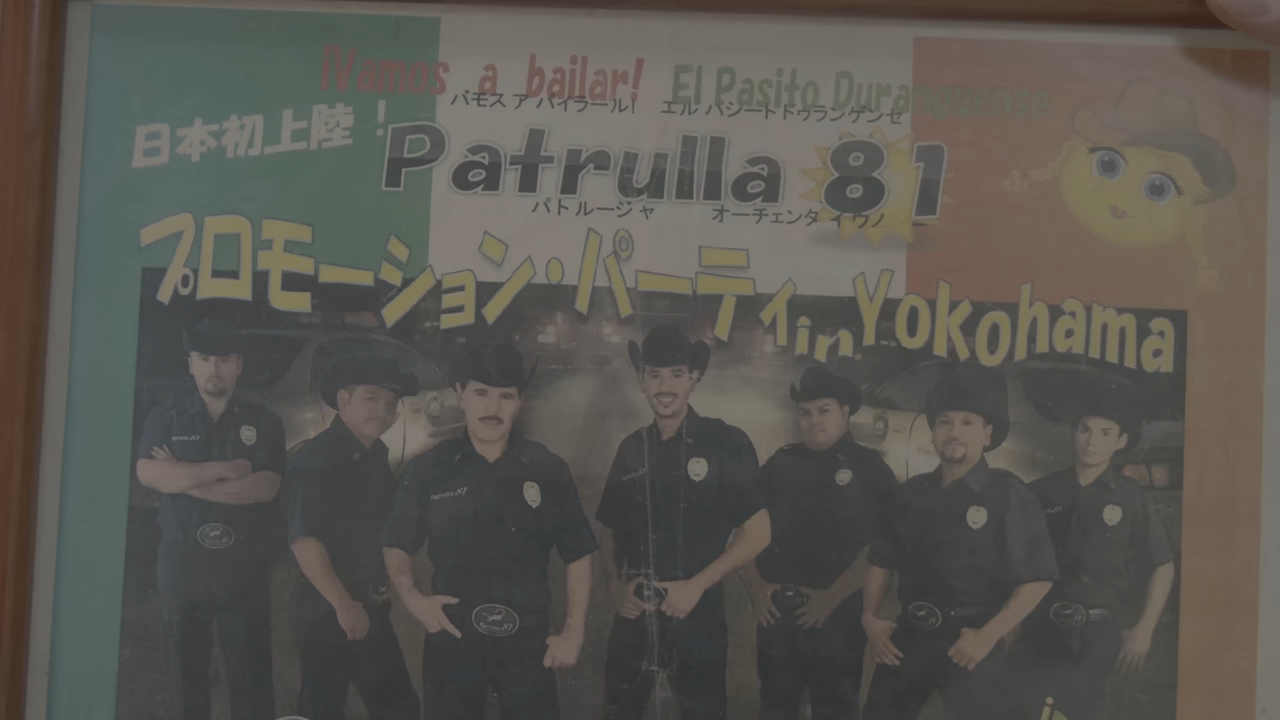 ¡Vamos a bailar! El Pasito Duranguense
バモス ア バイラール! エル パシートドゥランゲンセ
日本初上陸!
Patrulla 81
パトルージャ オーチェンタ イ ウノ
プロモーション・パーティ in Yokohama